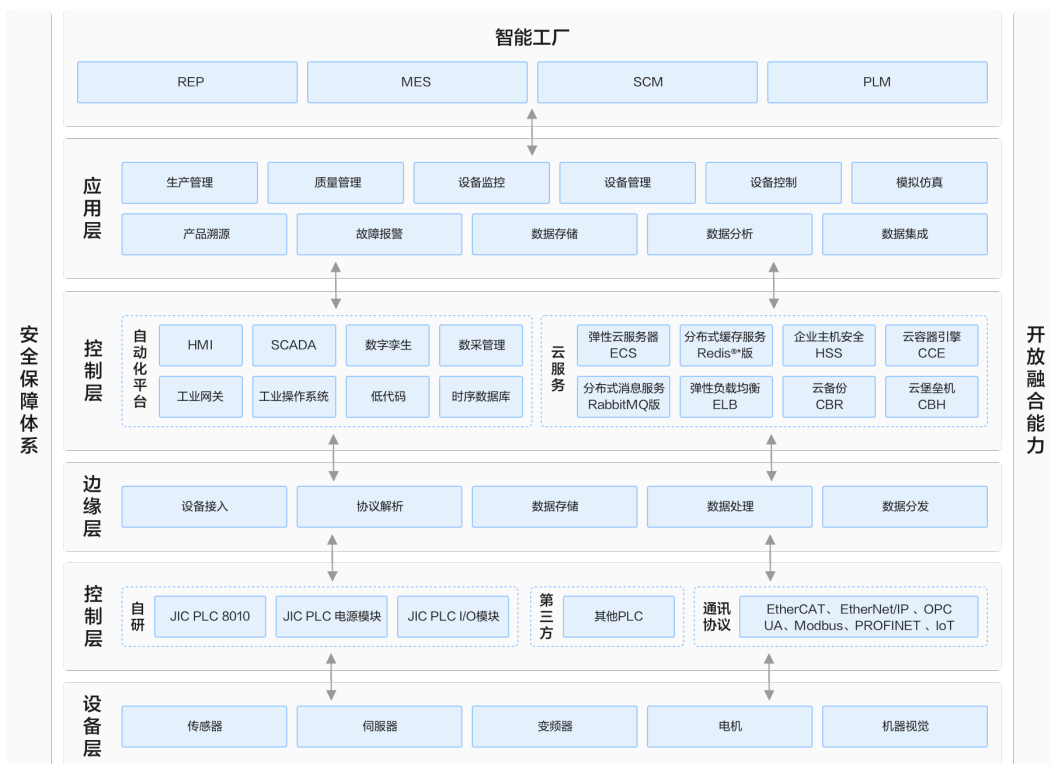 智能工厂
REP
MES
SCM
PLM
安全保障体系
应用层
生产管理
质量管理
设备监控
设备管理
设备控制
模拟仿真
产品溯源
故障报警
数据存储
数据分析
数据集成
控制层
自动化平台
HMI
SCADA
数字孪生
数采管理
工业网关
工业操作系统
低代码
时序数据库
云服务
弹性云服务器
ECS
分布式缓存服务
Redis®*版
企业主机安全
HSS
云容器引擎
CCE
分布式消息服务
RabbitMQ版
弹性负载均衡
ELB
云备份
CBR
云堡垒机
CBH
边缘层
设备接入
协议解析
数据存储
数据处理
数据分发
控制层
自研
JIC PLC 8010
JIC PLC 电源模块
JIC PLC I/O模块
第三方
其他PLC
通讯
协议
EtherCAT、EtherNet/IP、OPC
UA、Modbus、PROFINET、IoT
设备层
传感器
伺服器
变频器
电机
机器视觉
开放融合能力